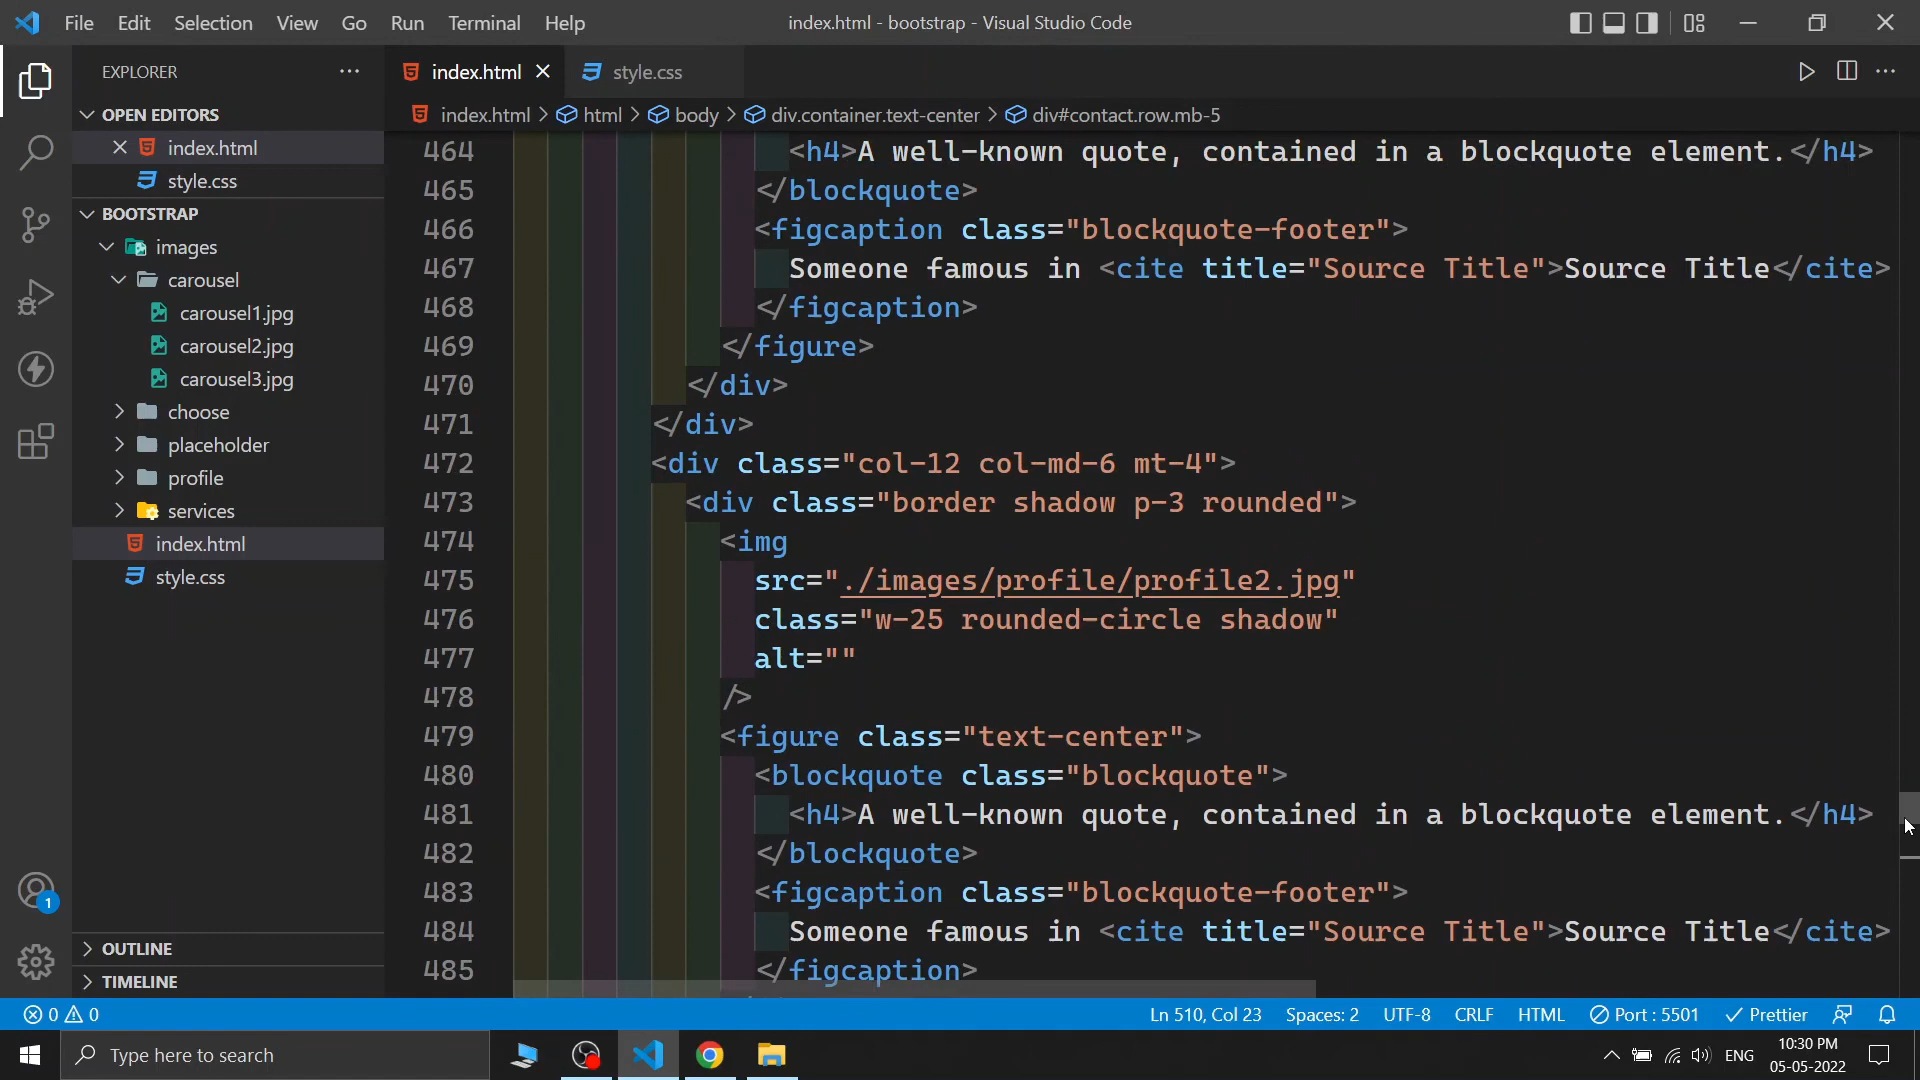 File Edit Selection View Go Run Terminal Help
index.html - bootstrap - Visual Studio Code
EXPLORER
OPEN EDITORS
index.html
style.css
BOOTSTRAP
images
carousel
carousel1.jpg
carousel2.jpg
carousel3.jpg
choose
placeholder
profile
services
index.html
style.css
OUTLINE
TIMELINE
index.html style.css
index.html > html > body > div.container.text-center > div#contact.row.mb-5
464 <h4>A well-known quote, contained in a blockquote element.</h4>
465 </blockquote>
466 <figcaption class="blockquote-footer">
467 Someone famous in <cite title="Source Title">Source Title</cite>
468 </figcaption>
469 </figure>
470 </div>
471 </div>
472 <div class="col-12 col-md-6 mt-4">
473 <div class="border shadow p-3 rounded">
474 <img
475 src="./images/profile/profile2.jpg"
476 class="w-25 rounded-circle shadow"
477 alt=""
478 />
479 <figure class="text-center">
480 <blockquote class="blockquote">
481 <h4>A well-known quote, contained in a blockquote element.</h4>
482 </blockquote>
483 <figcaption class="blockquote-footer">
484 Someone famous in <cite title="Source Title">Source Title</cite>
485 </figcaption>
1
0 0 Ln 510, Col 23 Spaces: 2 UTF-8 CRLF HTML Port : 5501 Prettier
Type here to search
ENG
10:30 PM
05-05-2022